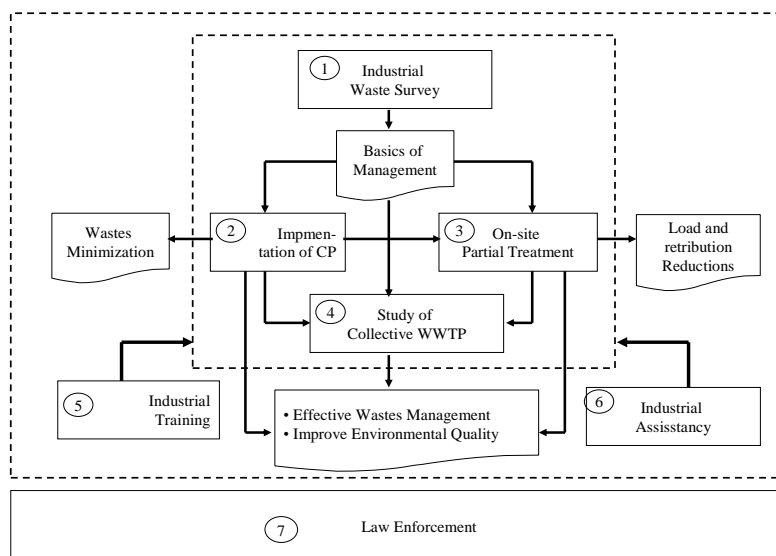 1
Industrial
Waste Survey
Basics of
Management
Wastes
Minimization
2
Impmen-
tation of CP
3
On-site
Partial Treatment
Load and
retribution
Reductions
4
Study of
Collective WWTP
5
Industrial
Training
• Effective Wastes Management
• Improve Environmental Quality
6
Industrial
Assisstancy
7
Law Enforcement